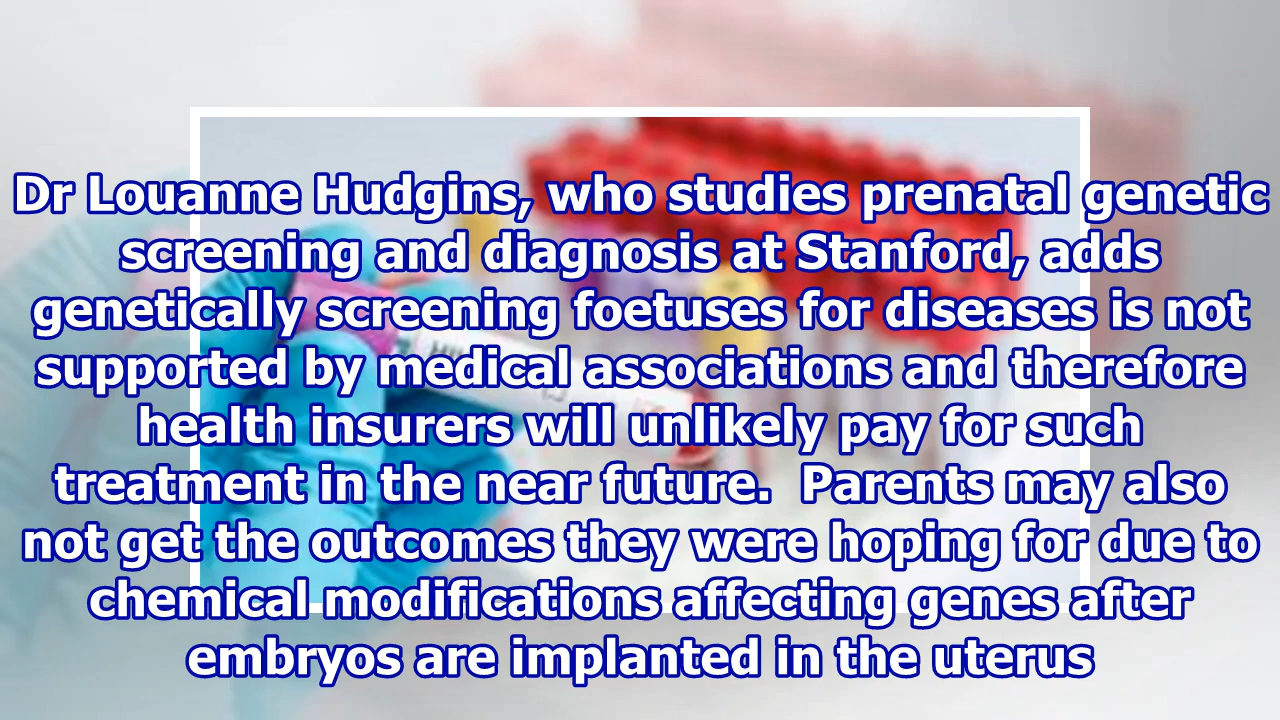 Dr Louanne Hudgins, who studies prenatal genetic
screening and diagnosis at Stanford, adds
genetically screening foetuses for diseases is not
supported by medical associations and therefore
health insurers will unlikely pay for such
treatment in the near future.  Parents may also
not get the outcomes they were hoping for due to
chemical modifications affecting genes after
embryos are implanted in the uterus